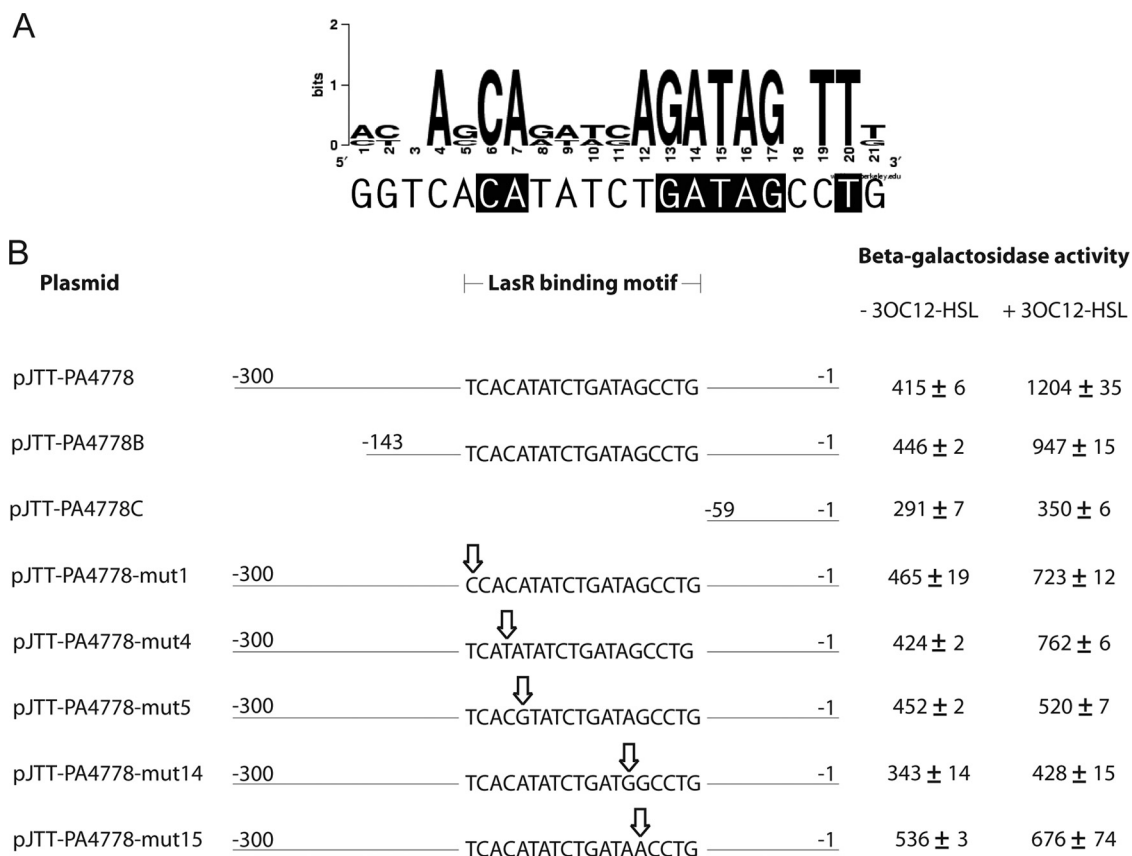 A
2
1
0
bits
A C A G C A G A T C A G A T A G T T T
C T C A T A G G
1 2 3 4 5 6 7 8 9 10 11 12 13 14 15 16 17 18 19 20 21
5′ 3′
berkeley.edu
GGTCACATATCTGATAGCCTG
B
Beta-galactosidase activity
Plasmid LasR binding motif
- 3OC12-HSL + 3OC12-HSL
pJTT-PA4778 -300 TCACATATCTGATAGCCTG -1 415 ± 6 1204 ± 35
pJTT-PA4778B -143 TCACATATCTGATAGCCTG -1 446 ± 2 947 ± 15
pJTT-PA4778C -59 -1 291 ± 7 350 ± 6
pJTT-PA4778-mut1 -300 CCACATATCTGATAGCCTG -1 465 ± 19 723 ± 12
pJTT-PA4778-mut4 -300 TCATATATCTGATAGCCTG -1 424 ± 2 762 ± 6
pJTT-PA4778-mut5 -300 TCACGTATCTGATAGCCTG -1 452 ± 2 520 ± 7
pJTT-PA4778-mut14 -300 TCACATATCTGATGGCCTG -1 343 ± 14 428 ± 15
pJTT-PA4778-mut15 -300 TCACATATCTGATAACCTG -1 536 ± 3 676 ± 74